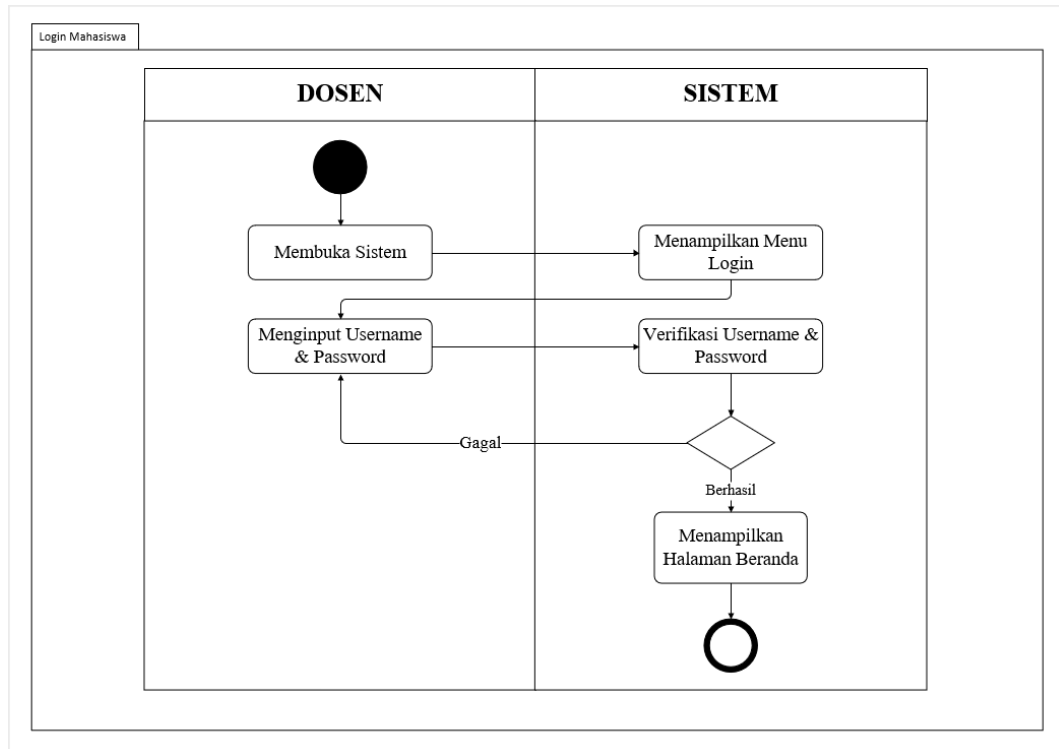 Login Mahasiswa
DOSEN
SISTEM
Membuka Sistem
Menampilkan Menu
Login
Menginput Username
& Password
Verifikasi Username &
Password
Gagal
Berhasil
Menampilkan
Halaman Beranda